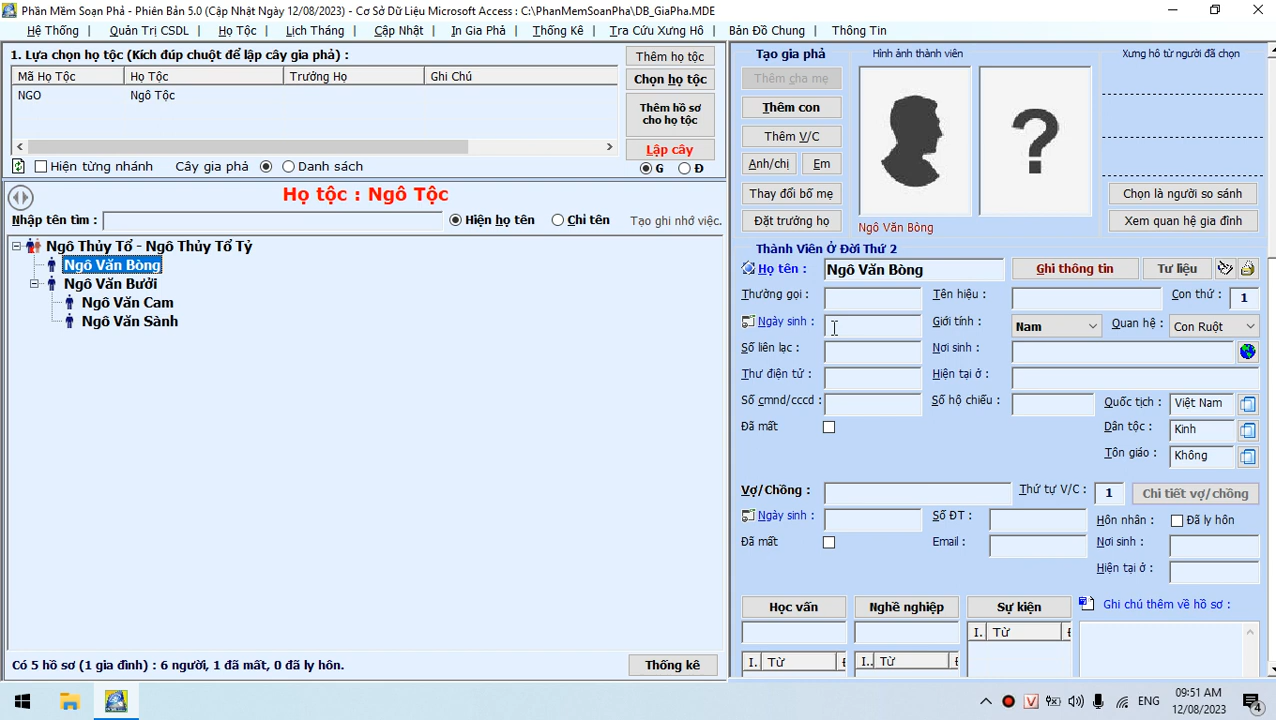 Phần Mềm Soạn Phả - Phiên Bản 5.0 (Cập Nhật Ngày 12/08/2023) - Cơ Sở Dữ Liệu Microsoft Access : C:\PhanMemSoanPha\DB_GiaPha.MDE
Hệ Thống Quản Trị CSDL Họ Tộc Lịch Tháng Cập Nhật In Gia Phả Thống Kê Tra Cứu Xưng Hô Bản Đồ Chung Thông Tin
1. Lựa chọn họ tộc (Kích đúp chuột để lập cây gia phả) :
Mã Họ Tộc Họ Tộc Trưởng Họ Ghi Chú
NGO Ngô Tộc
Thêm họ tộc
Chọn họ tộc
Thêm hồ sơ
cho họ tộc
Lập cây
Hiện từng nhánh Cây gia phả Danh sách G Đ
Họ tộc : Ngô Tộc
Nhập tên tìm : Hiện họ tên Chỉ tên Tạo ghi nhớ việc.
Ngô Thủy Tổ - Ngô Thủy Tổ Tỷ
Ngô Văn Bòng
Ngô Văn Bưởi
Ngô Văn Cam
Ngô Văn Sành
Có 5 hồ sơ (1 gia đình) : 6 người, 1 đã mất, 0 đã ly hôn.
Thống kê
Tạo gia phả
Thêm cha mẹ
Thêm con
Thêm V/C
Anh/chị Em
Thay đổi bố mẹ
Đặt trưởng họ
Hình ảnh thành viên
?
Ngô Văn Bòng
Xưng hô từ người đã chọn
Chọn là người so sánh
Xem quan hệ gia đình
Thành Viên Ở Đời Thứ 2
Họ tên : Ngô Văn Bòng Ghi thông tin Tư liệu
Thường gọi : Tên hiệu : Con thứ : 1
Ngày sinh : Giới tính : Nam Quan hệ : Con Ruột
Số liên lạc : Nơi sinh :
Thư điện tử : Hiện tại ở :
Số cmnd/cccd : Số hộ chiếu : Quốc tịch : Việt Nam
Đã mất Dân tộc : Kinh
Tôn giáo : Không
Vợ/Chồng : Thứ tự V/C : 1 Chi tiết vợ/chồng
Ngày sinh : Số ĐT : Hôn nhân : Đã ly hôn
Đã mất Email : Nơi sinh :
Hiện tại ở :
Học vấn Nghề nghiệp Sự kiện Ghi chú thêm về hồ sơ :
I. Từ
I. Từ I.. Từ
ENG 09:51 AM
12/08/2023
4